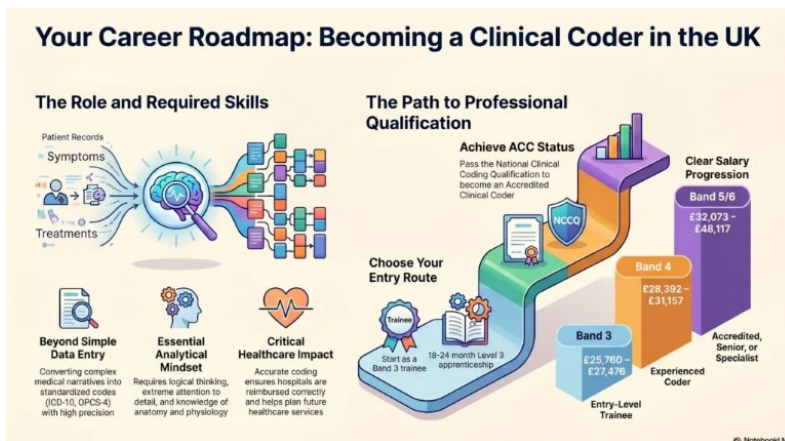 Your Career Roadmap: Becoming a Clinical Coder in the UK
The Role and Required Skills
Patient Records
Symptoms
Treatments
Beyond Simple
Data Entry
Converting complex
medical narratives into
standardized codes
(ICD-10, OPCS-4)
with high precision
Essential
Analytical
Mindset
Requires logical thinking,
extreme attention to
detail, and knowledge of
anatomy and physiology
Critical
Healthcare Impact
Accurate coding
ensures hospitals are
reimbursed correctly
and helps plan future
healthcare services
The Path to Professional
Qualification
Achieve ACC Status
Pass the National Clinical
Coding Qualification to
become an Accredited
Clinical Coder
NCCQ
Choose Your
Entry Route
Trainee
Start as a
Band 3 trainee
18-24 month Level 3
apprenticeship
Clear Salary
Progression
Band 5/6
£32,073 –
£48,117
Accredited,
Senior, or
Specialist
Band 4
£28,392 –
£31,157
Experienced
Coder
Band 3
£25,760 –
£27,476
Entry-Level
Trainee